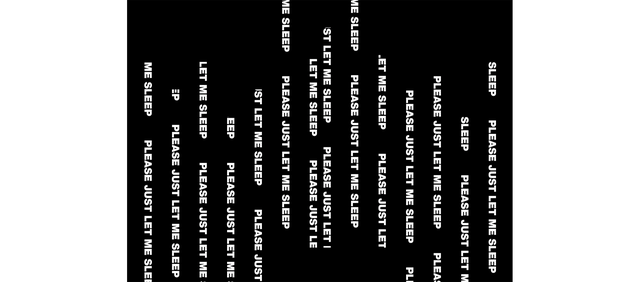 ME SLEEP PLEASE JUST LET ME SLEE
EP PLEASE JUST LET ME SLEEP
LET ME SLEEP PLEASE JUST LET ME S
EEP PLEASE JUST LET ME S
ST LET ME SLEEP PLEASE JUST
ME SLEEP PLEASE JUST LET ME SLEEP
LET ME SLEEP PLEASE JUST LE
ST LET ME SLEEP PLEASE JUST LET
ME SLEEP PLEASE JUST LET ME SLEEP
LET ME SLEEP PLEASE JUST LET
PLEASE JUST LET ME SLEEP PL
PLEASE JUST LET ME SLEEP PLEA
SLEEP PLEASE JUST LET M
SLEEP PLEASE JUST LET ME SLEEP